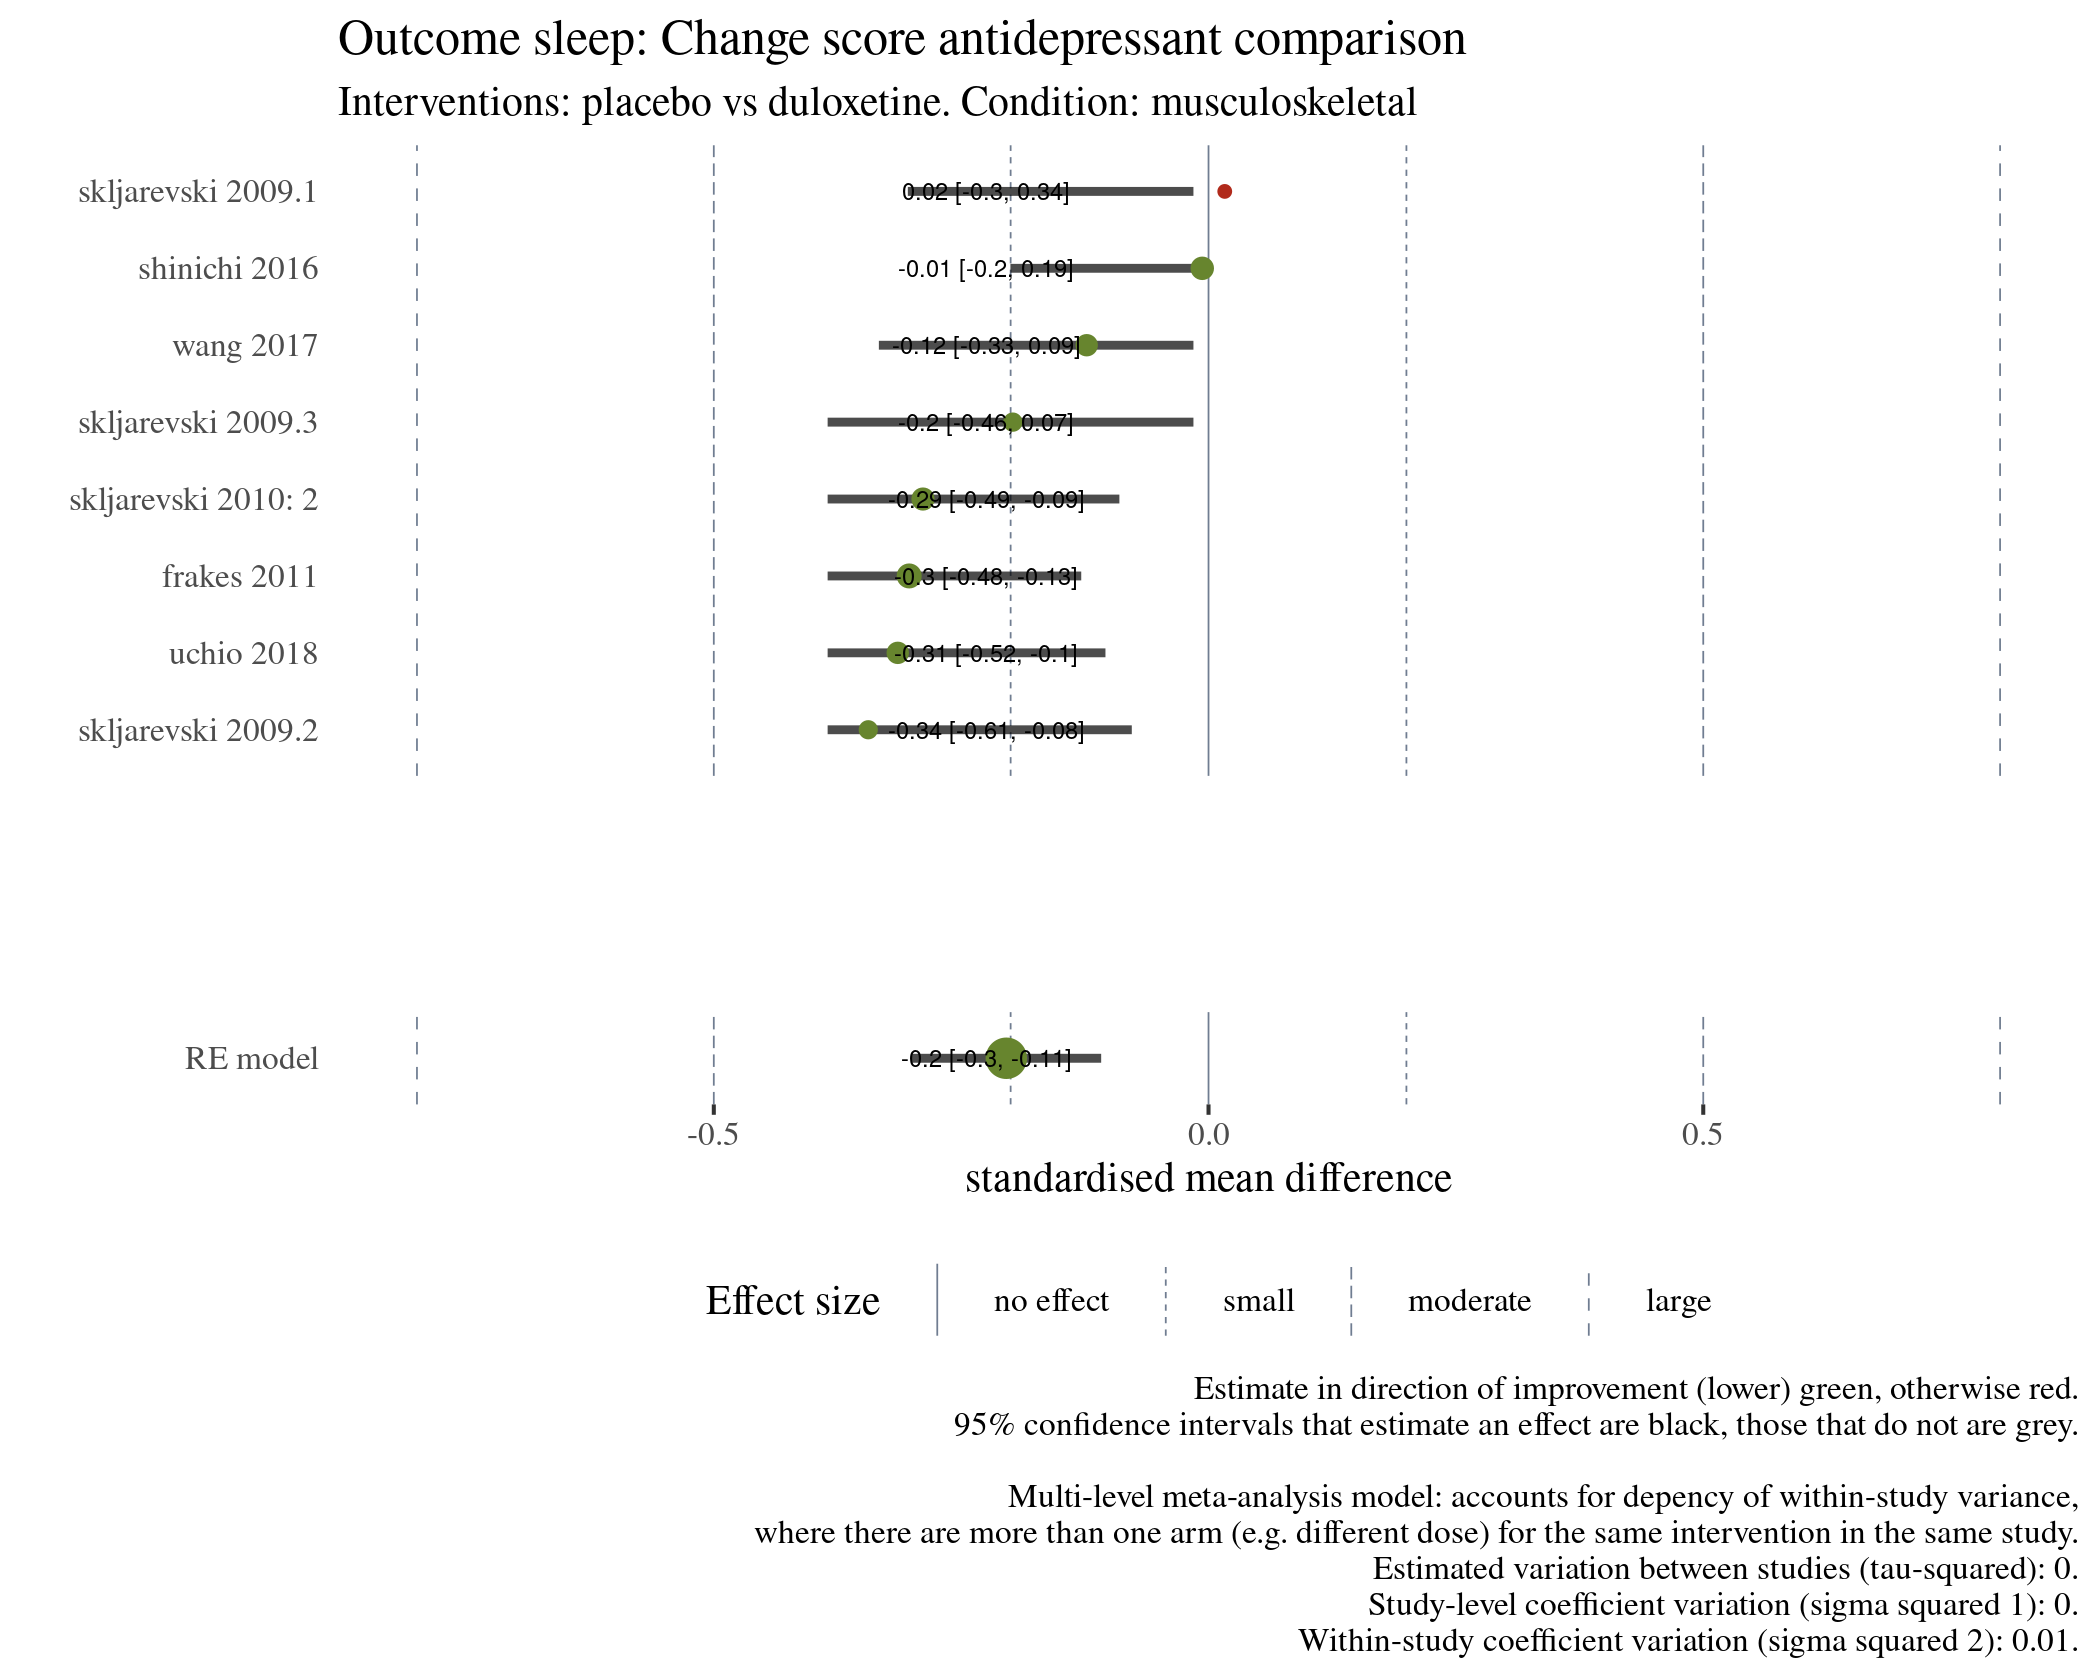 Outcome sleep: Change score antidepressant comparison
Interventions: placebo vs duloxetine. Condition: musculoskeletal
skljarevski 2009.1 0.02 [-0.3, 0.34]
shinichi 2016 -0.01 [-0.2, 0.19]
wang 2017 -0.12 [-0.33, 0.09]
skljarevski 2009.3 -0.2 [-0.46, 0.07]
skljarevski 2010: 2 -0.29 [-0.49, -0.09]
frakes 2011 -0.3 [-0.48, -0.13]
uchio 2018 -0.31 [-0.52, -0.1]
skljarevski 2009.2 -0.34 [-0.61, -0.08]
RE model -0.2 [-0.3, -0.11]
-0.5 0.0 0.5
standardised mean difference
Effect size no effect small moderate large
Estimate in direction of improvement (lower) green, otherwise red.
95% confidence intervals that estimate an effect are black, those that do not are grey.
Multi-level meta-analysis model: accounts for depency of within-study variance,
where there are more than one arm (e.g. different dose) for the same intervention in the same study.
Estimated variation between studies (tau-squared): 0.
Study-level coefficient variation (sigma squared 1): 0.
Within-study coefficient variation (sigma squared 2): 0.01.